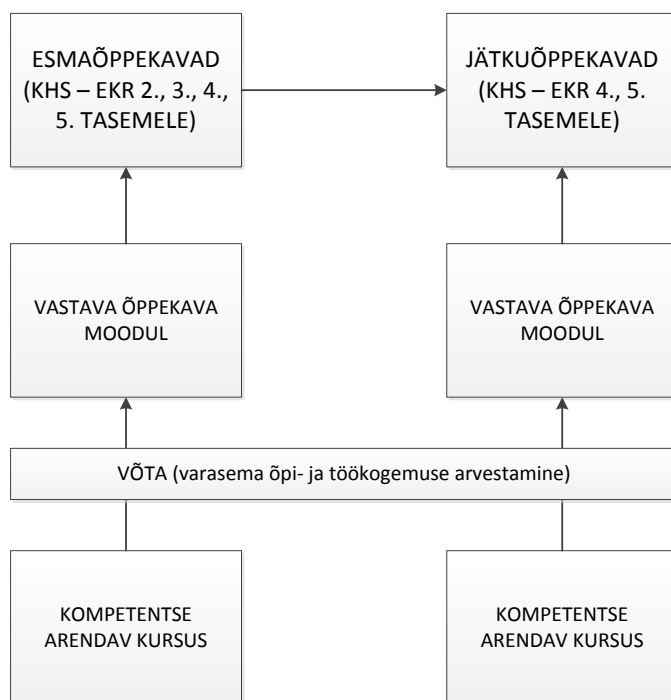 ESMAÕPPEKAVAD
(KHS – EKR 2., 3., 4.,
5. TASEMELE)
JÄTKUÕPPEKAVAD
(KHS – EKR 4., 5.
TASEMELE)
VASTAVA ÕPPEKAVA
MOODUL
VASTAVA ÕPPEKAVA
MOODUL
VÕTA (varasema õpi- ja töökogemuse arvestamine)
KOMPETENTSE
ARENDAV KURSUS
KOMPETENTSE
ARENDAV KURSUS